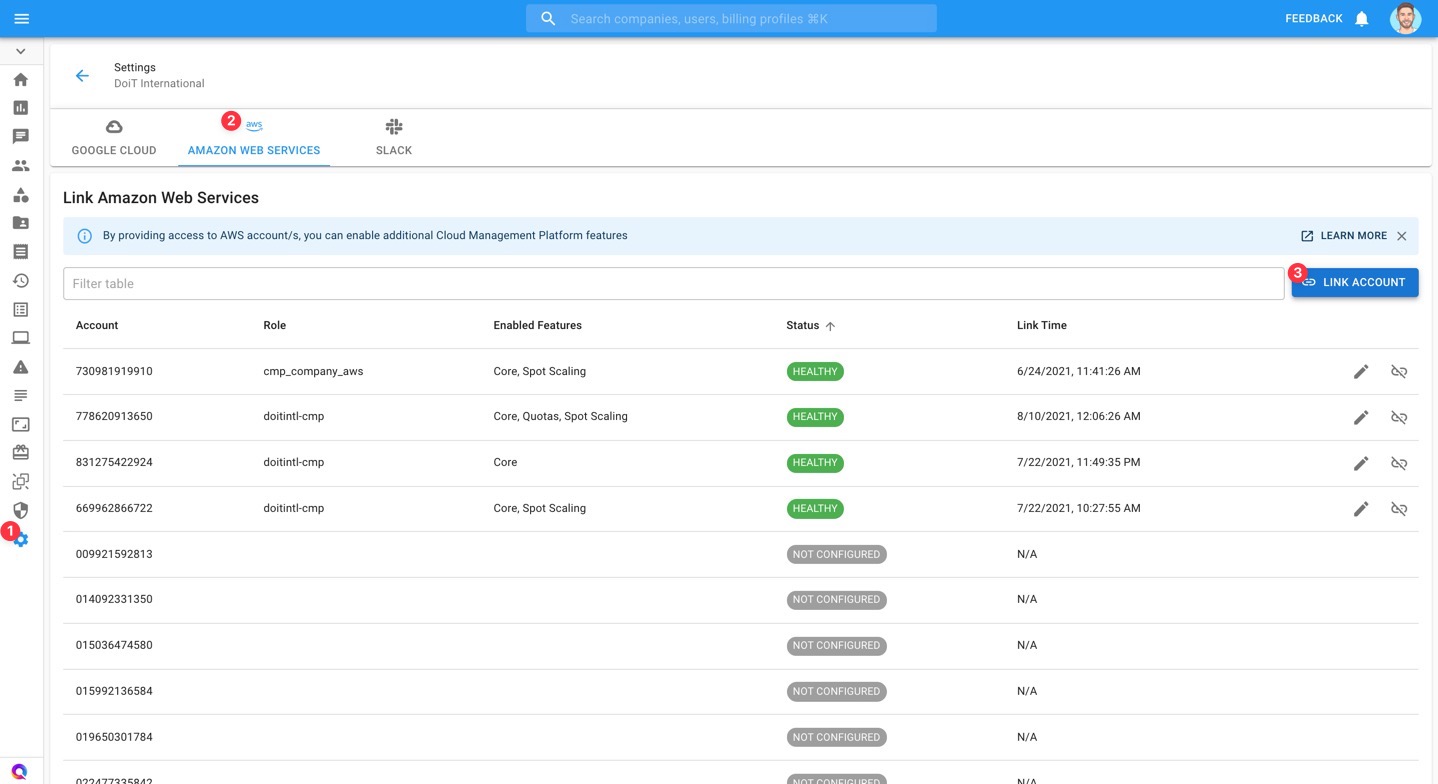 Search companies, users, billing profiles ⌘K
FEEDBACK
Settings
DoiT International
2
aws
GOOGLE CLOUD
AMAZON WEB SERVICES
SLACK
Link Amazon Web Services
By providing access to AWS account/s, you can enable additional Cloud Management Platform features
LEARN MORE
Filter table
3
LINK ACCOUNT
Account Role Enabled Features Status Link Time
730981919910 cmp_company_aws Core, Spot Scaling HEALTHY 6/24/2021, 11:41:26 AM
778620913650 doitintl-cmp Core, Quotas, Spot Scaling HEALTHY 8/10/2021, 12:06:26 AM
831275422924 doitintl-cmp Core HEALTHY 7/22/2021, 11:49:35 PM
669962866722 doitintl-cmp Core, Spot Scaling HEALTHY 7/22/2021, 10:27:55 AM
1
009921592813 NOT CONFIGURED N/A
014092331350 NOT CONFIGURED N/A
015036474580 NOT CONFIGURED N/A
015992136584 NOT CONFIGURED N/A
019650301784 NOT CONFIGURED N/A
022477335842 NOT CONFIGURED N/A